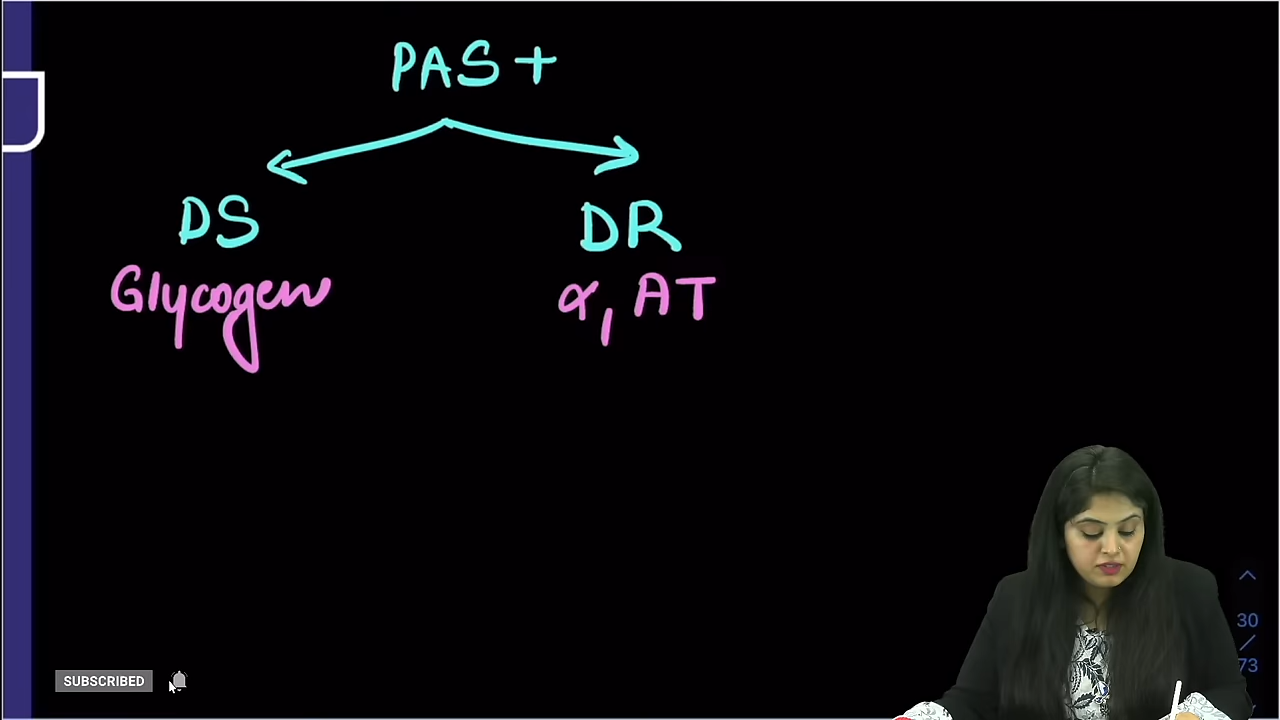 PAS +
DS
DR
Glycogen
α1 AT
30
/
73
SUBSCRIBED